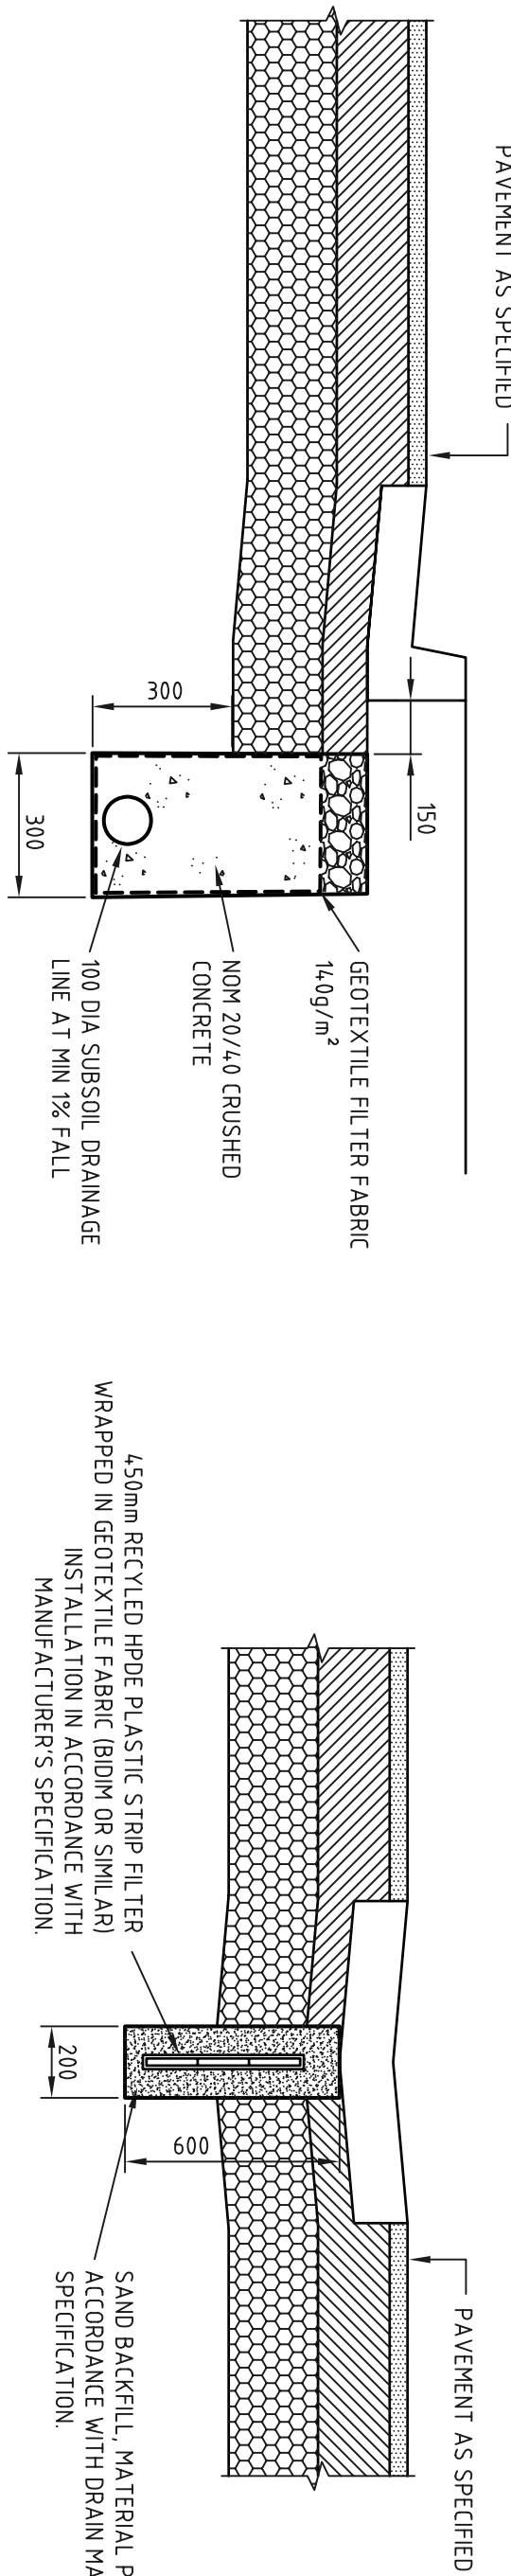 PAVEMENT AS SPECIFIED
150
300
300
GEOTEXTILE FILTER FABRIC
140g/m²
NOM 20/40 CRUSHED
CONCRETE
100 DIA SUBSOIL DRAINAGE
LINE AT MIN 1% FALL
PAVEMENT AS SPECIFIED
450mm RECYLED HPDE PLASTIC STRIP FILTER
WRAPPED IN GEOTEXTILE FABRIC (BIDIM OR SIMILAR)
INSTALLATION IN ACCORDANCE WITH
MANUFACTURER'S SPECIFICATION.
200
600
SAND BACKFILL, MATERIAL
ACCORDANCE WITH DRAIN
SPECIFICATION.